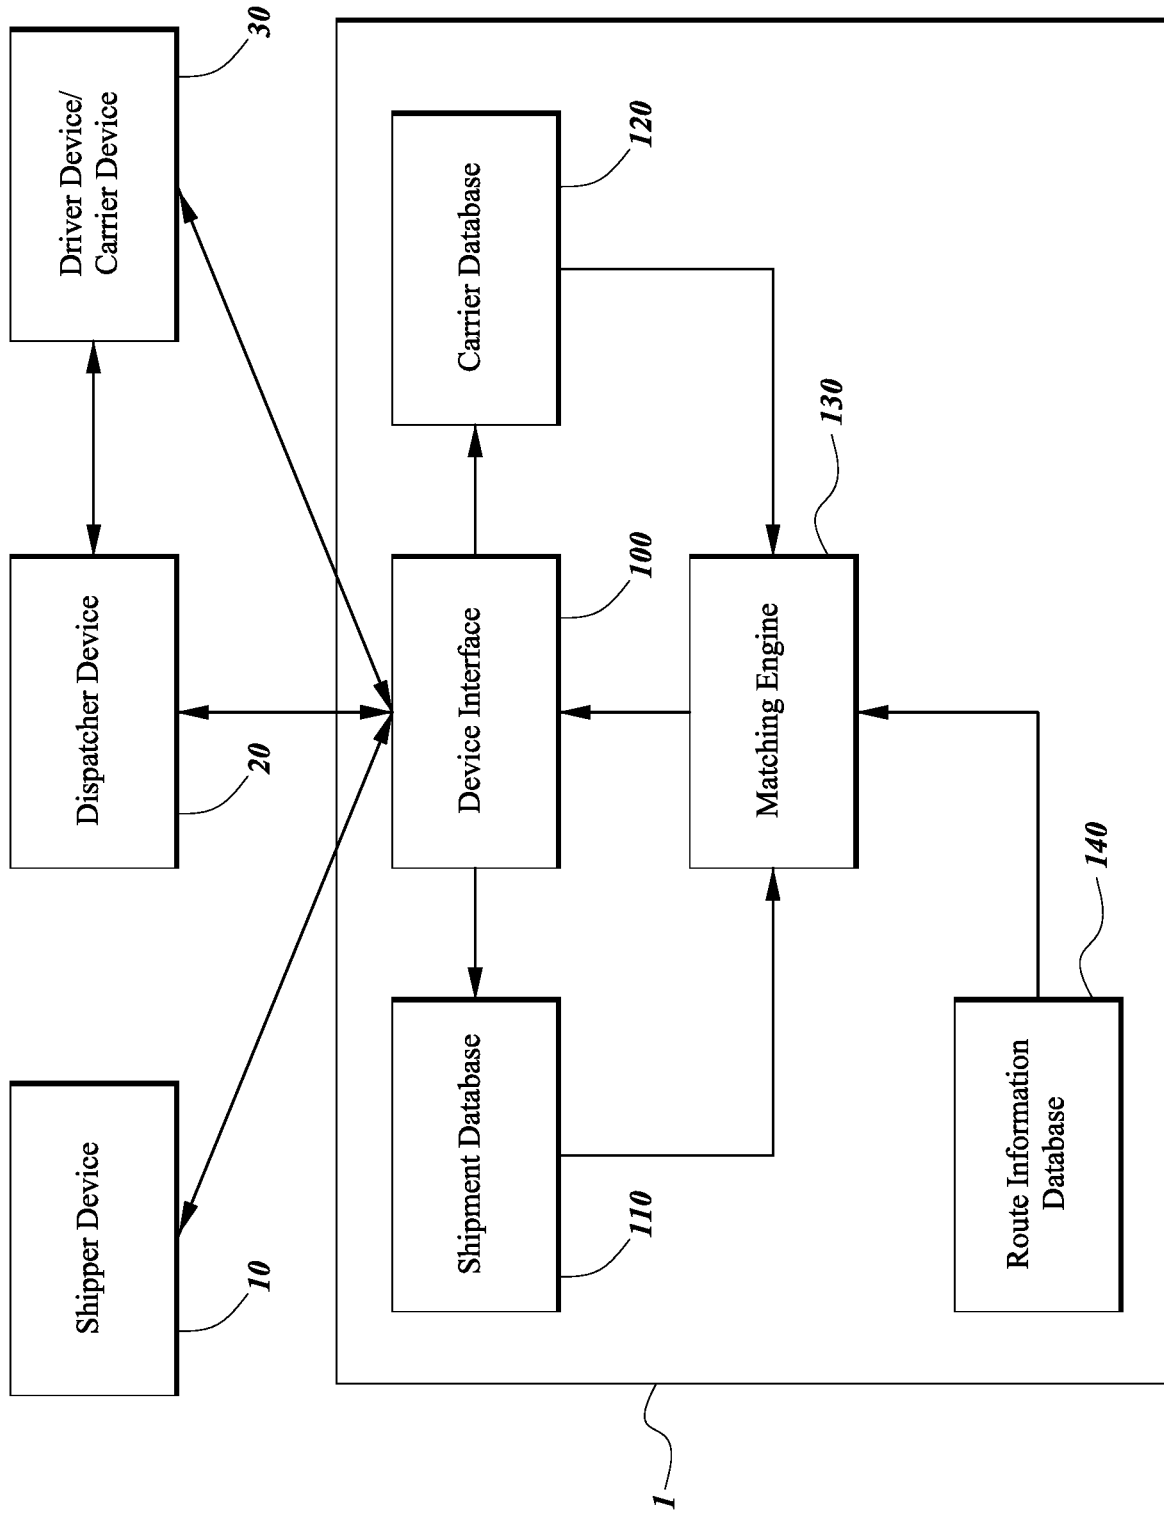 Shipper Device
10
Dispatcher Device
20
Driver Device/
Carrier Device
30
1
Shipment Database
110
Device Interface
100
Carrier Database
120
Matching Engine
130
Route Information
Database
140